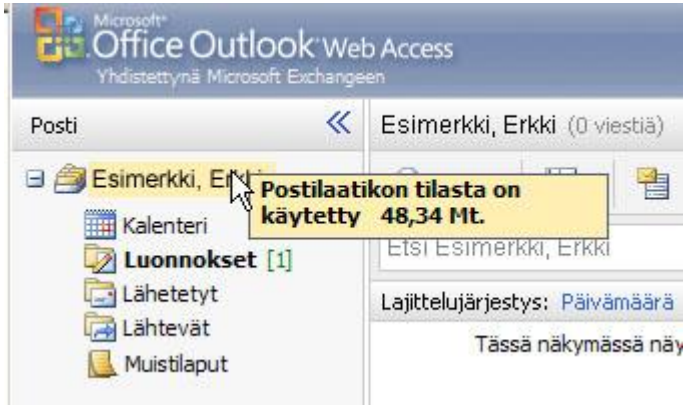 Microsoft
Office Outlook Web Access
Yhdistettynä Microsoft Exchangeen
Posti
Esimerkki, Erkki (0 viestiä)
Esimerkki,
Postilaatikon tilasta on
käytetty 48,34 Mt.
Kalenteri
Etsi Esimerkki, Erkki
Luonnokset [1]
Lähetetyt
Lajittelujärjestys: Päivämäärä
Lähtevät
Tässä näkymässä näy
Muistilaput